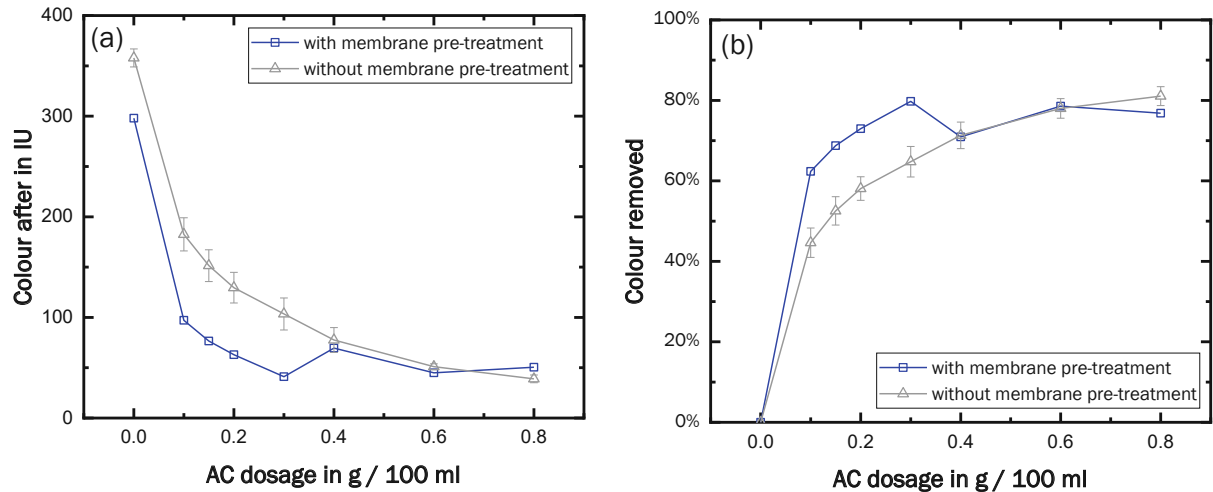 (a)
with membrane pre-treatment
without membrane pre-treatment
400
300
200
100
0
Colour after in IU
0.0 0.2 0.4 0.6 0.8
AC dosage in g / 100 ml
(b)
100%
80%
60%
40%
20%
0%
Colour removed
with membrane pre-treatment
without membrane pre-treatment
0.0 0.2 0.4 0.6 0.8
AC dosage in g / 100 ml